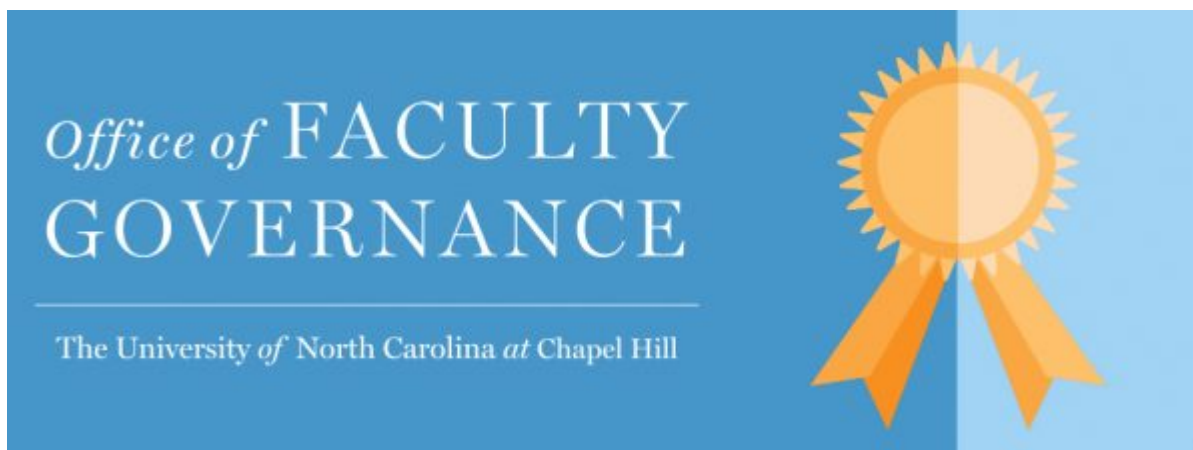 Office of FACULTY
GOVERNANCE
The University of North Carolina at Chapel Hill